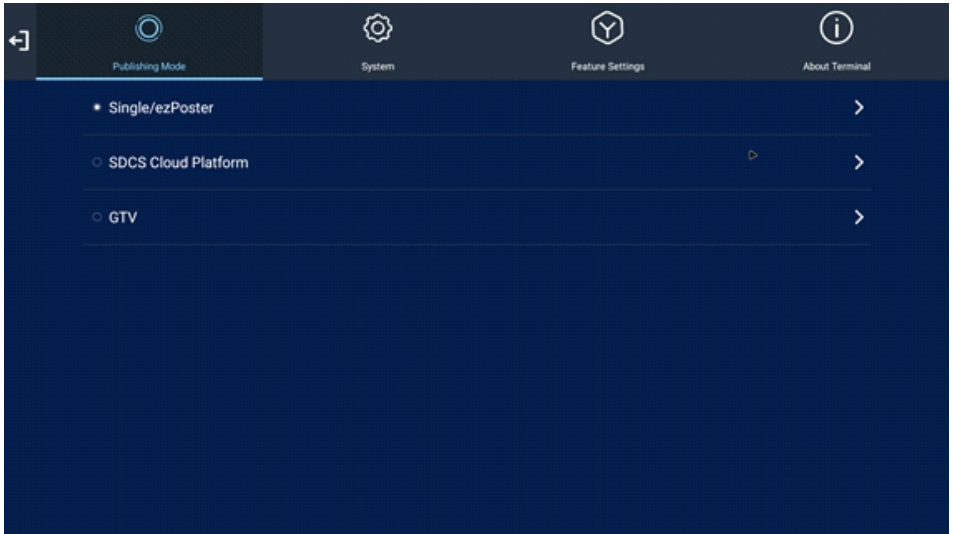 Publishing Mode
System
Feature Settings
About Terminal
Single/ezPoster
SDCS Cloud Platform
GTV